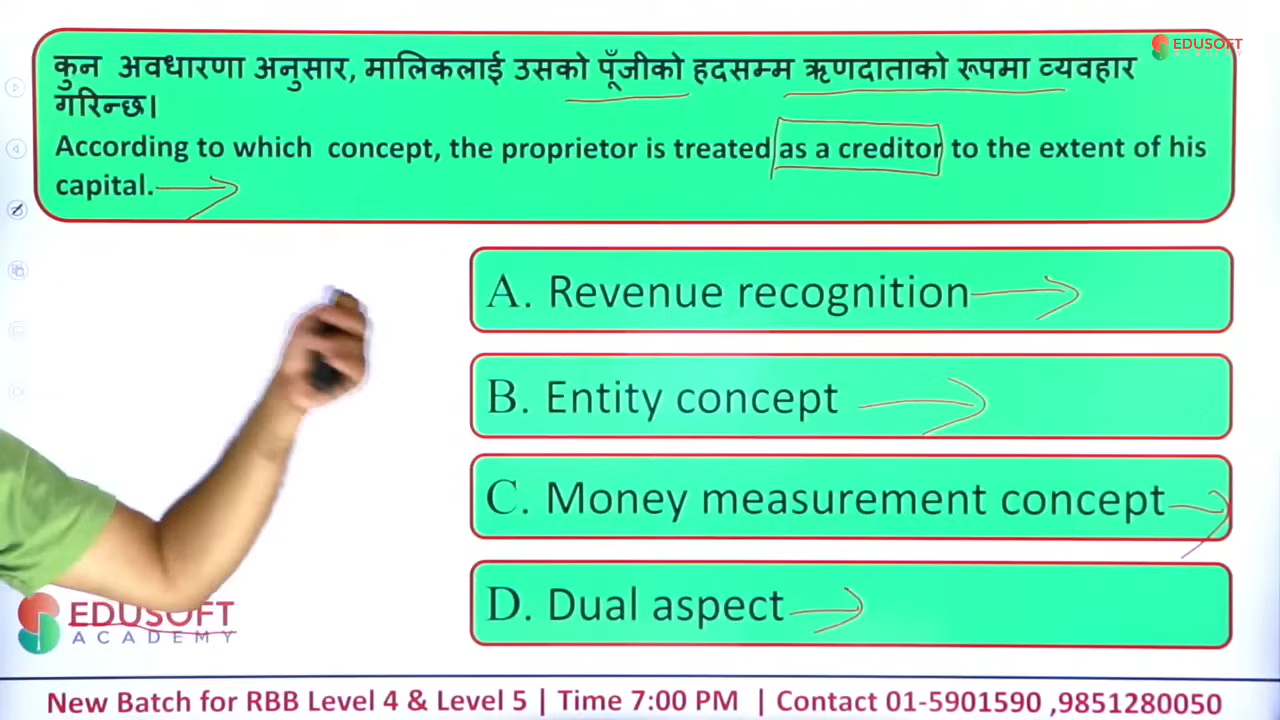 EDUSOFT
कुन अवधारणा अनुसार, मालिकलाई उसको पूँजीको हदसम्म ऋणदाताको रूपमा व्यवहार
गरिन्छ।
According to which concept, the proprietor is treated as a creditor to the extent of his
capital.
A. Revenue recognition
B. Entity concept
C. Money measurement concept
D. Dual aspect
EDUSOFT
ACADEMY
New Batch for RBB Level 4 & Level 5 | Time 7:00 PM | Contact 01-5901590 ,9851280050